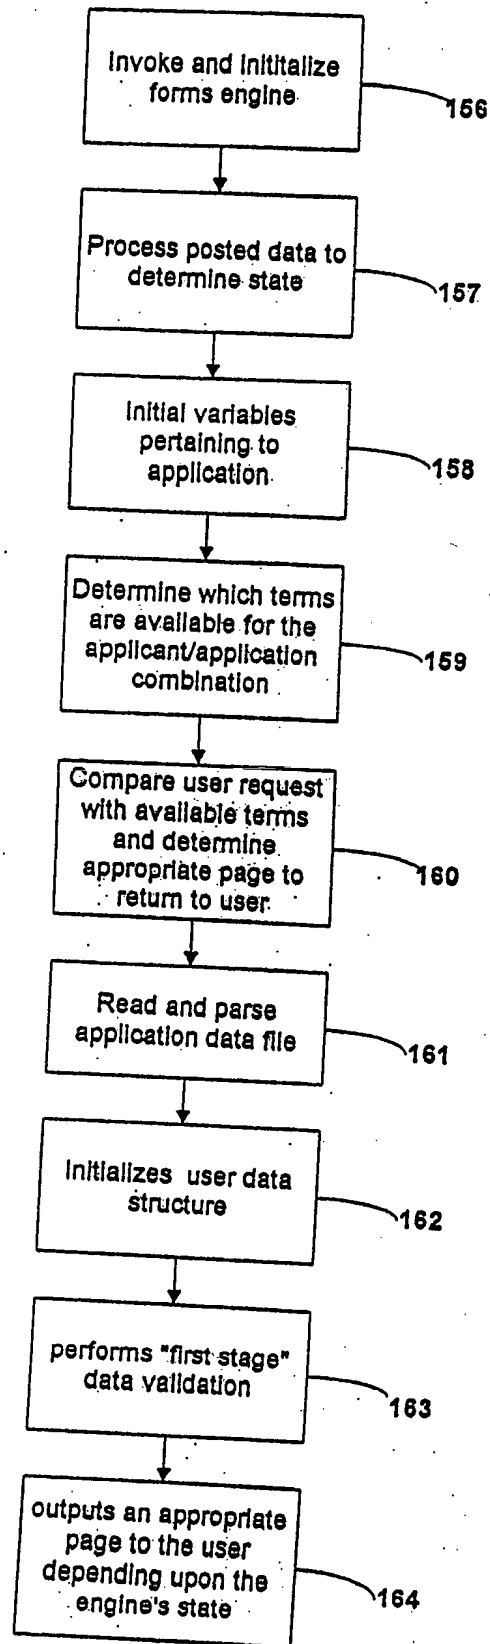 Invoke and inititalize
forms engine
156
Process posted data to
determine state
157
Initial variables
pertaining to
application
158
Determine which terms
are available for the
applicant/application
combination
159
Compare user request
with available terms
and determine
appropriate page to
return to user
160
Read and parse
application data file
161
Initializes user data
structure
162
performs "first stage"
data validation
163
outputs an appropriate
page to the user
depending upon the
engine's state
164